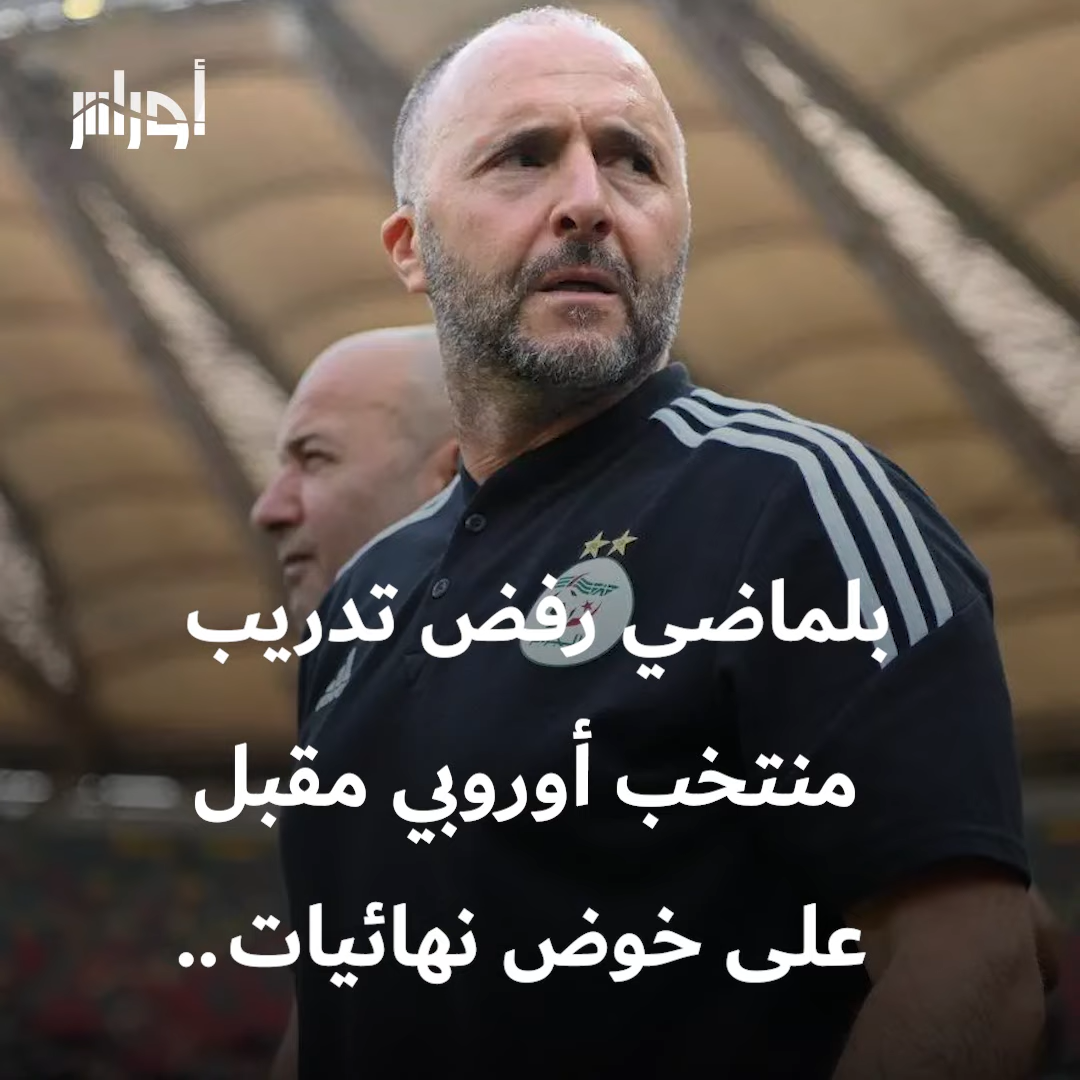 أوراس
بلماضي رفض تدريب
منتخب أوروبي مقبل
على خوض نهائيات..